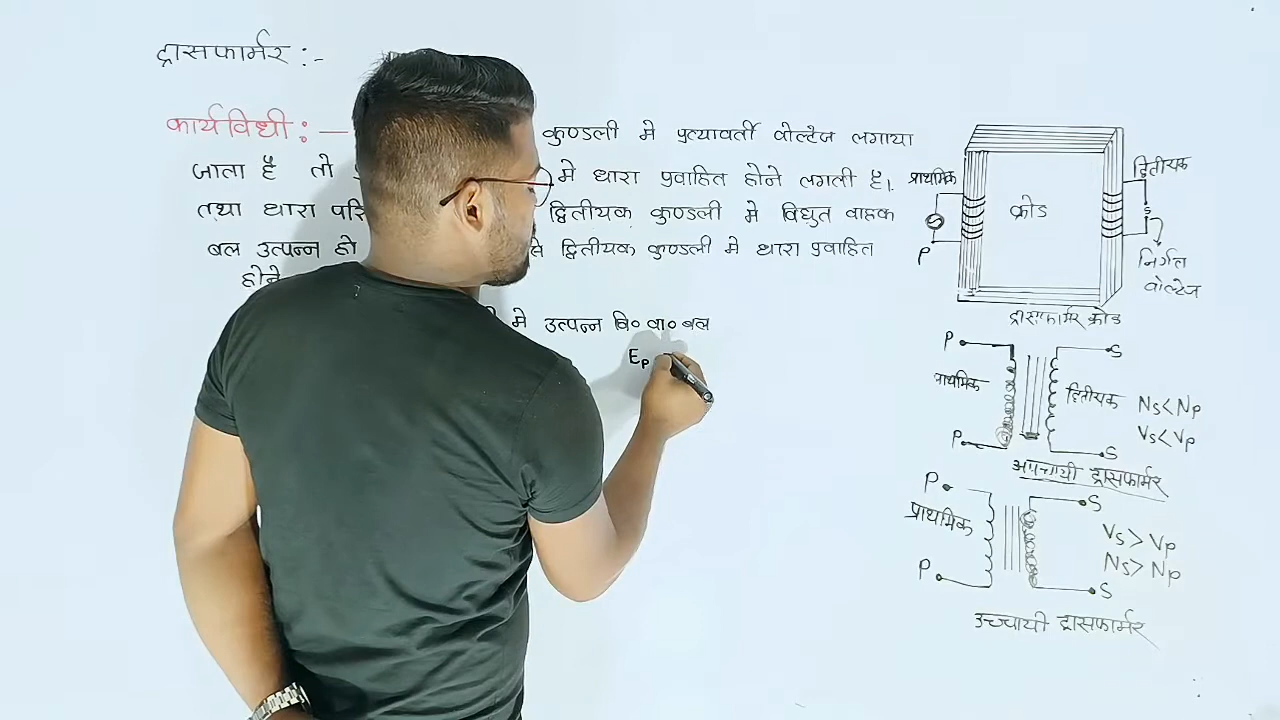 ट्रासफार्मर :-
कार्यविधी :— कुण्डली मे प्रत्यावर्ती वोल्टेज लगाया
जाता है तो मे धारा प्रवाहित होने लगती है।
तथा धारा द्वितीयक कुण्डली मे विद्युत वाहक
बल उत्पन्न हो द्वितीयक कुण्डली मे धारा प्रवाहित
होने
मे उत्पन्न वि० वा० बल
Ep
प्राथमिक
द्वितीयक
क्रोड
P
S
निर्गत
वोल्टेज
ट्रासफार्मर क्रोड
P
S
प्राथमिक
द्वितीयक
Ns<Np
Vs<Vp
P
S
अपचायी ट्रासफार्मर
P
S
प्राथमिक
Vs>Vp
Ns>Np
P
S
उच्चायी ट्रासफार्मर